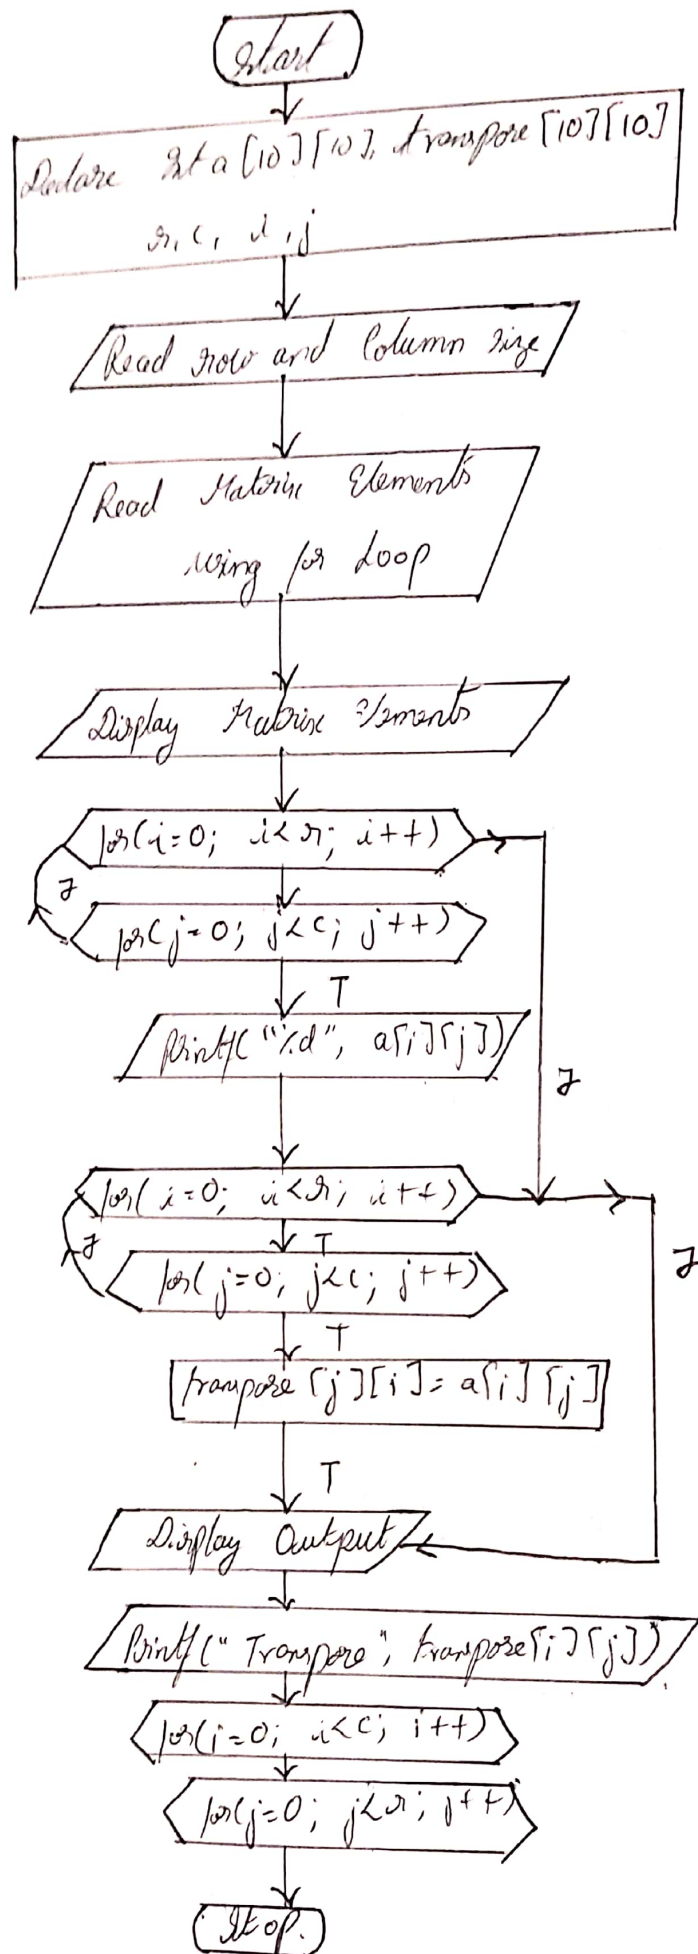 Start
Declare Int a[10][10], transpose[10][10]
r, c, i, j
Read row and Column size
Read Matrix Elements
using for Loop
Display Matrix Elements
for(i=0; i<r; i++)
F
for(j=0; j<c; j++)
T
Printf("%d", a[i][j])
F
for(i=0; i<r; i++)
T
F
F
for(j=0; j<c; j++)
T
transpose[j][i]=a[i][j]
T
Display Output
Printf("Transpose", transpose[i][j])
for(i=0; i<c; i++)
for(j=0; j<r; j++)
Stop.